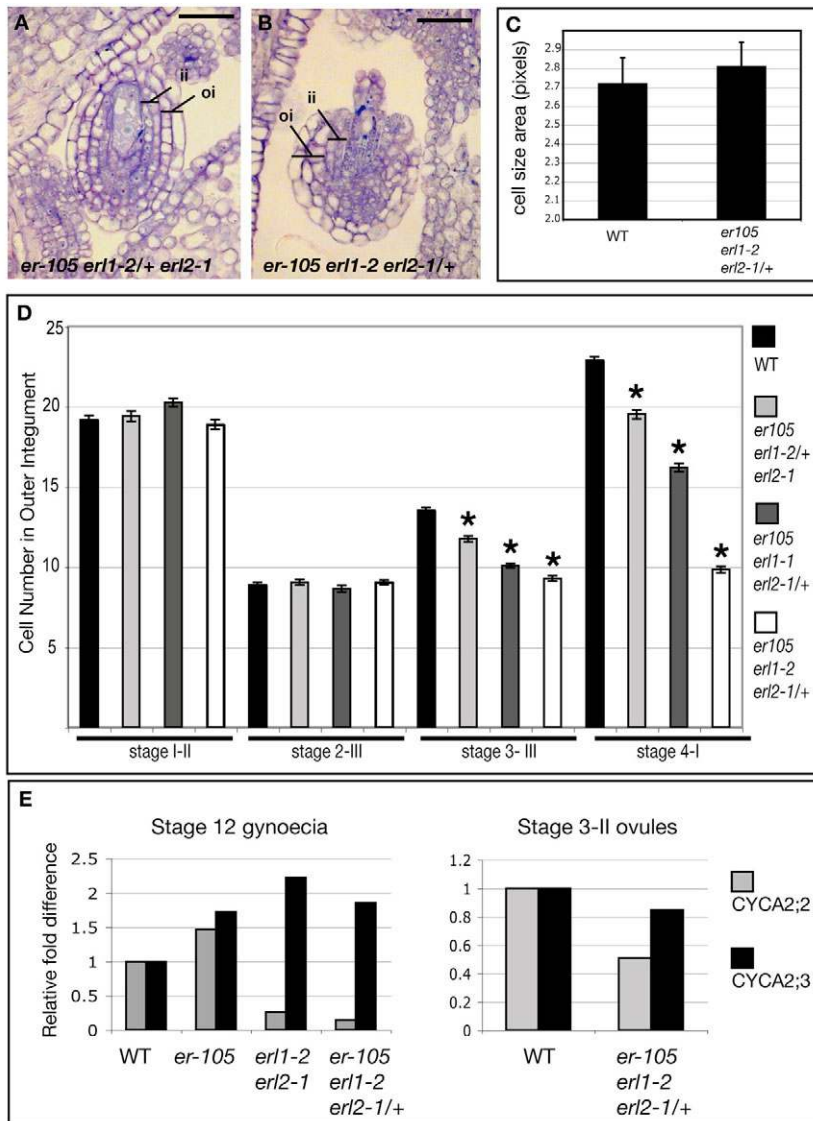 A
ii
oi
er-105 erl1-2/+ erl2-1
B
ii
oi
er-105 erl1-2 erl2-1/+
C
cell size area (pixels)
2.9
2.8
2.7
2.6
2.5
2.4
2.3
2.2
2.1
2.0
WT
er105
erl1-2
erl2-1/+
D
Cell Number in Outer Integument
25
20
15
10
5
*
*
*
*
*
*
stage I-II
stage 2-III
stage 3- III
stage 4-I
WT
er105
erl1-2/+
erl2-1
er105
erl1-1
erl2-1/+
er105
erl1-2
erl2-1/+
E
Stage 12 gynoecia
Relative fold difference
2.5
2
1.5
1
0.5
0
WT
er-105
erl1-2
erl2-1
er-105
erl1-2
erl2-1/+
Stage 3-II ovules
1.2
1
0.8
0.6
0.4
0.2
0
WT
er-105
erl1-2
erl2-1/+
CYCA2;2
CYCA2;3